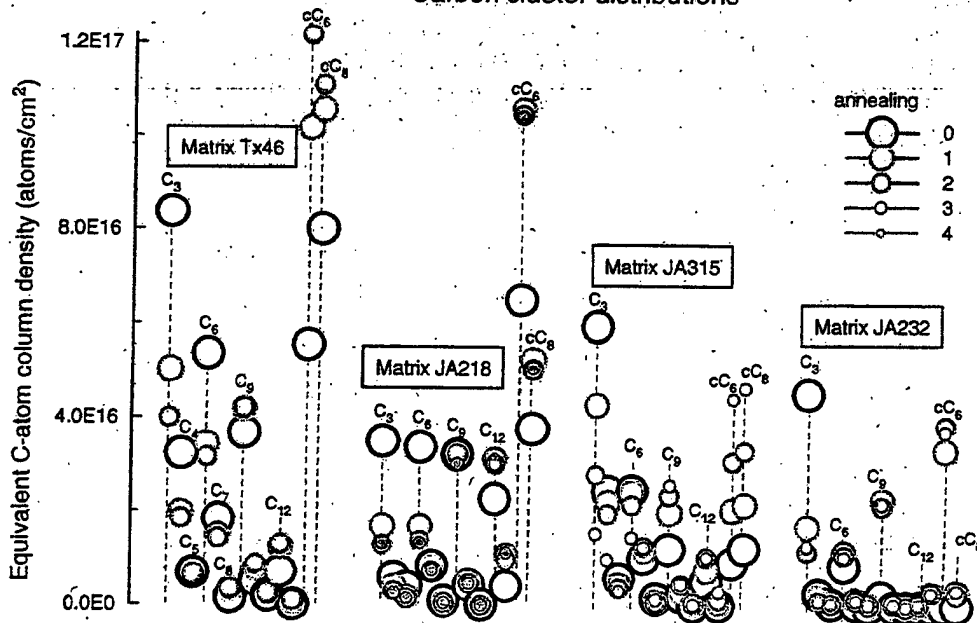 Carbon cluster distributions
Equivalent C-atom column density (atoms/cm²)
1.2E17
8.0E16
4.0E16
0.0E0
annealing
0
1
2
3
4
Matrix Tx46
C₃
C₄
C₅
C₆
C₇
C₈
C₉
C₁₂
cC₆
cC₈
Matrix JA218
C₃
C₆
C₉
C₁₂
cC₆
cC₈
Matrix JA315
C₃
C₆
C₉
C₁₂
cC₆
cC₈
Matrix JA232
C₃
C₆
C₉
C₁₂
cC₆